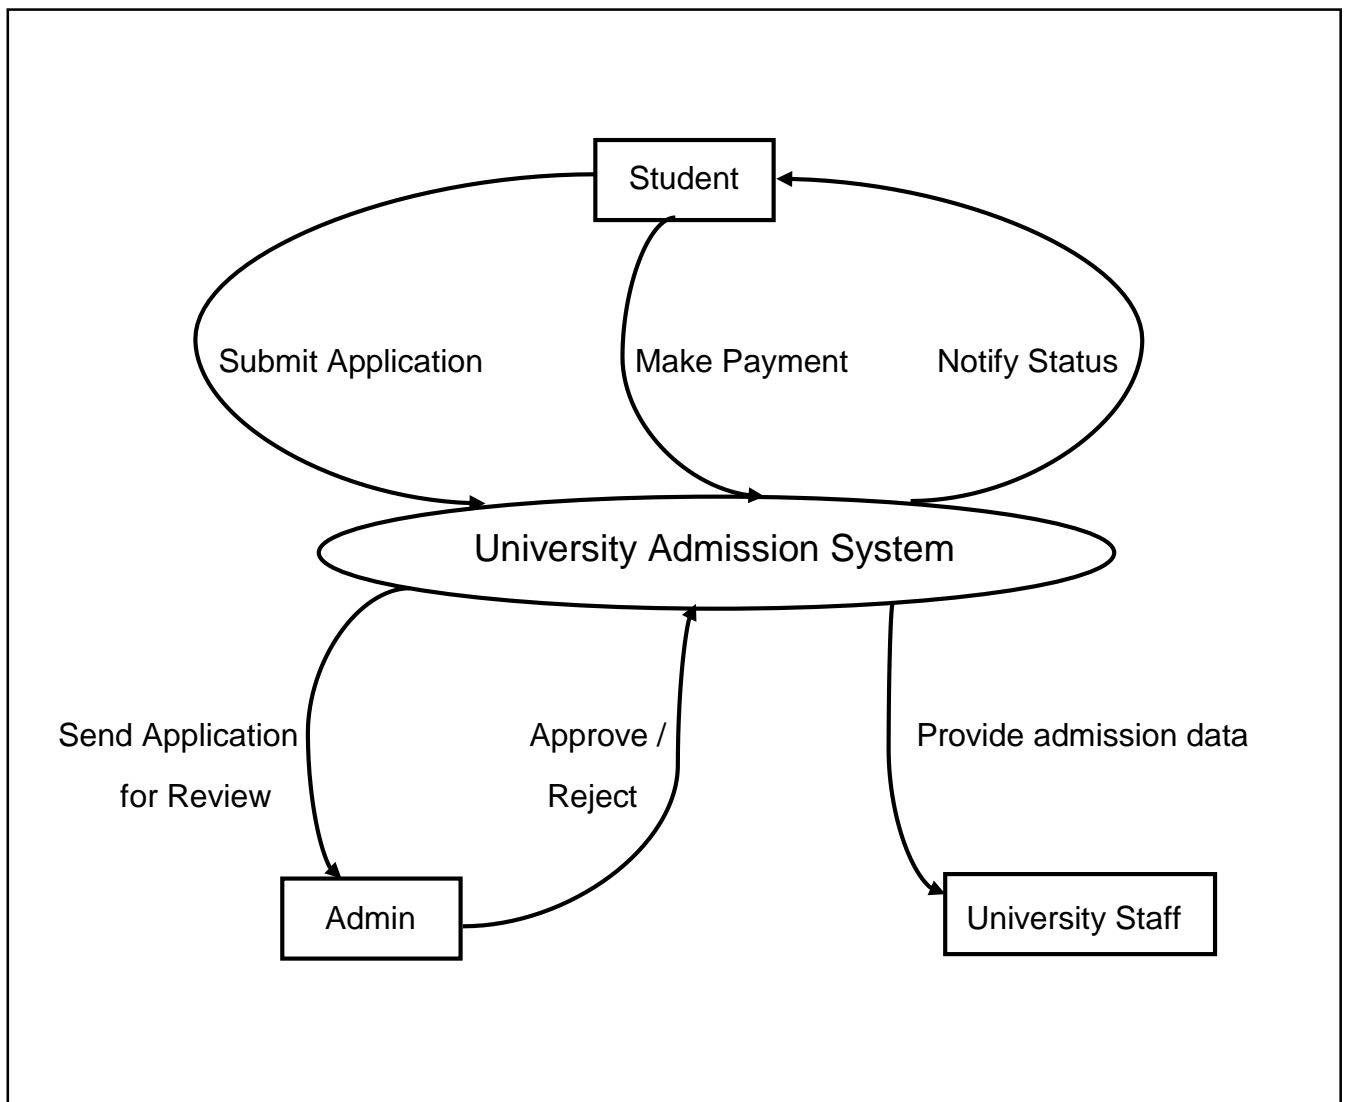 Student
Submit Application
Make Payment
Notify Status
University Admission System
Send Application
for Review
Approve /
Reject
Provide admission data
Admin
University Staff